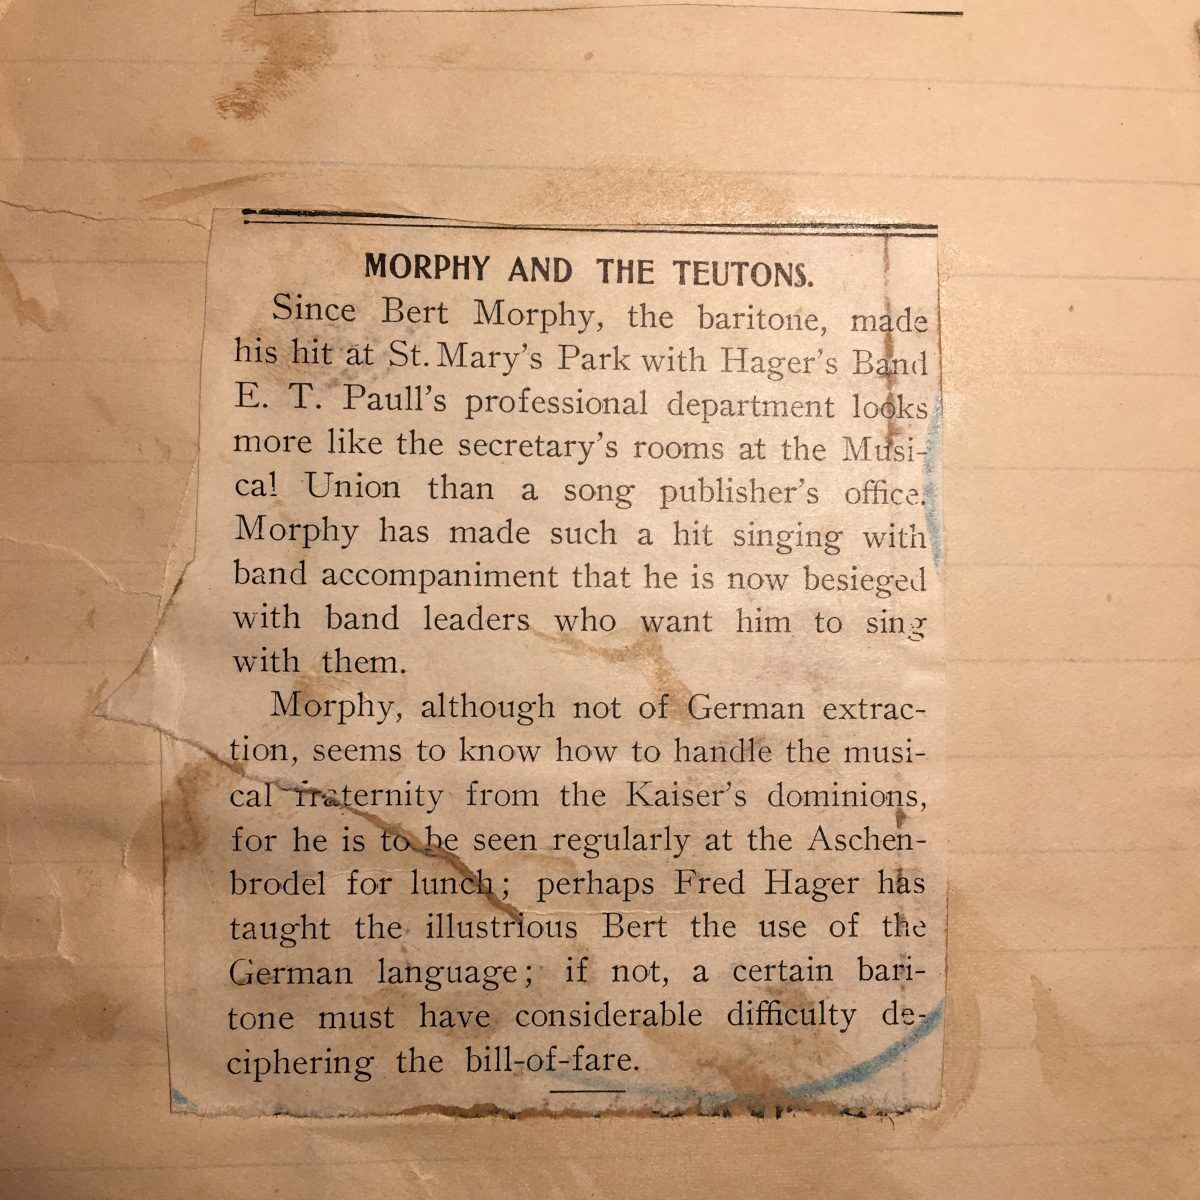 MORPHY AND THE TEUTONS.
Since Bert Morphy, the baritone, made
his hit at St. Mary's Park with Hager's Band
E. T. Paull's professional department looks
more like the secretary's rooms at the Musi-
cal Union than a song publisher's office.
Morphy has made such a hit singing with
band accompaniment that he is now besieged
with band leaders who want him to sing
with them.
Morphy, although not of German extrac-
tion, seems to know how to handle the musi-
cal fraternity from the Kaiser's dominions,
for he is to be seen regularly at the Aschen-
brodel for lunch; perhaps Fred Hager has
taught the illustrious Bert the use of the
German language; if not, a certain bari-
tone must have considerable difficulty de-
ciphering the bill-of-fare.